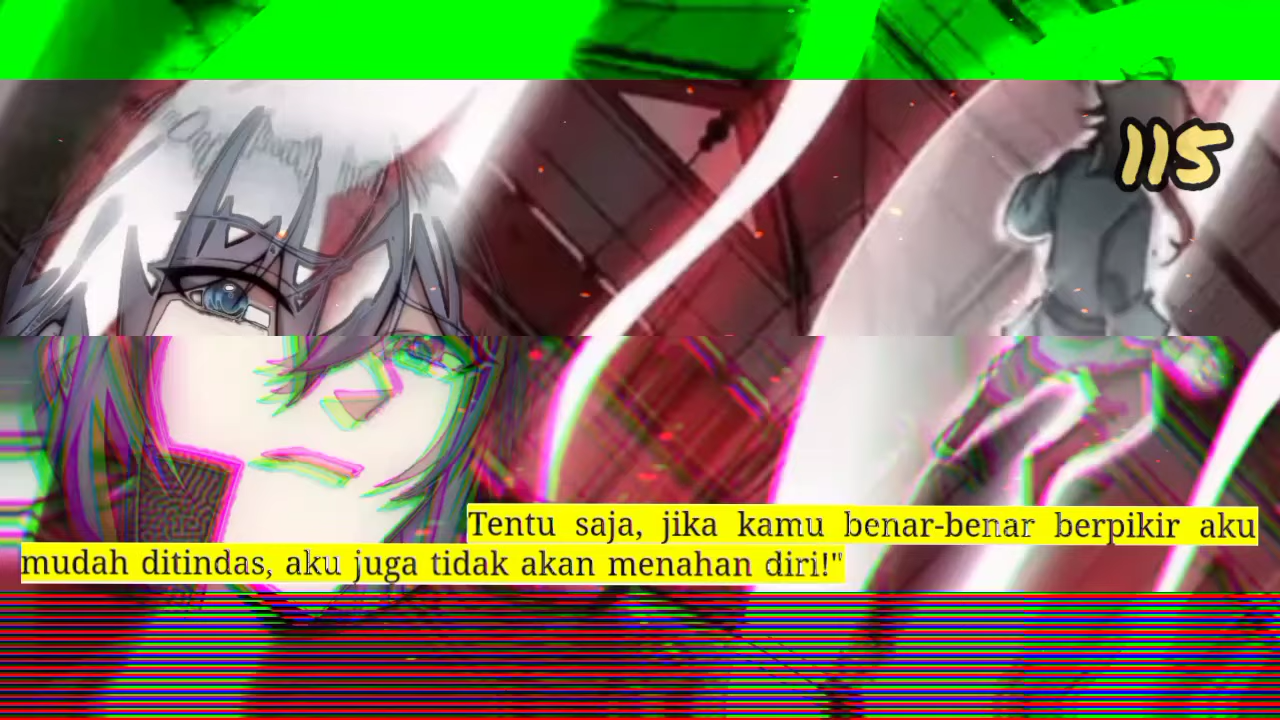 115
Tentu saja, jika kamu benar-benar berpikir aku
mudah ditindas, aku juga tidak akan menahan diri!"